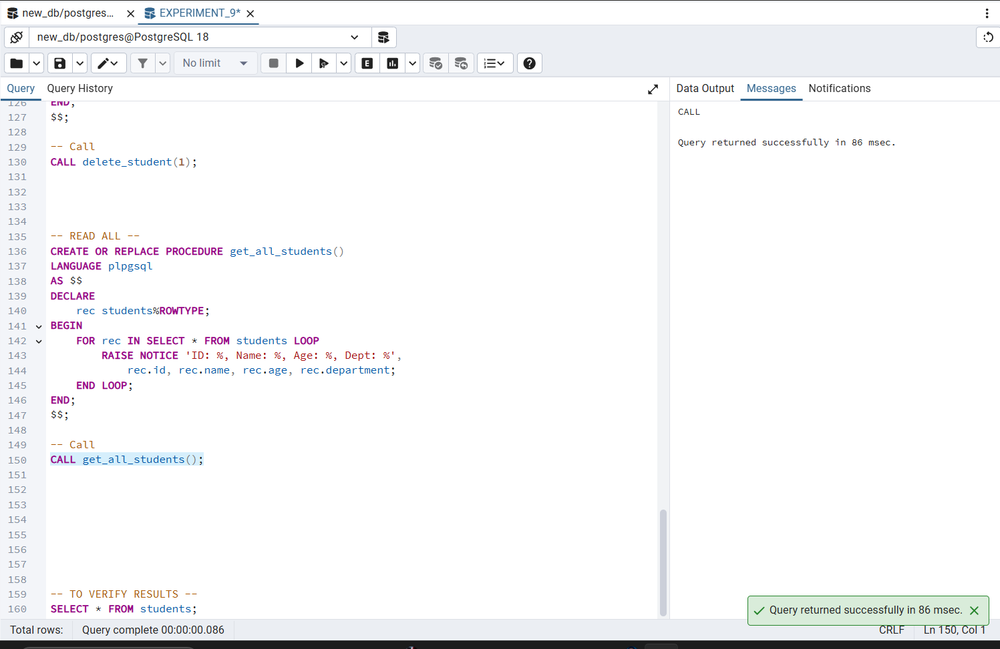 new_db/postgres...
EXPERIMENT_9*
new_db/postgres@PostgreSQL 18
No limit
E
Query
Query History
Data Output
Messages
Notifications
126 END;
127 $$;
128
129 -- Call
130 CALL delete_student(1);
131
132
133
134
135 -- READ ALL --
136 CREATE OR REPLACE PROCEDURE get_all_students()
137 LANGUAGE plpgsql
138 AS $$
139 DECLARE
140 rec students%ROWTYPE;
141 BEGIN
142 FOR rec IN SELECT * FROM students LOOP
143 RAISE NOTICE 'ID: %, Name: %, Age: %, Dept: %',
144 rec.id, rec.name, rec.age, rec.department;
145 END LOOP;
146 END;
147 $$;
148
149 -- Call
150 CALL get_all_students();
151
152
153
154
155
156
157
158
159 -- TO VERIFY RESULTS --
160 SELECT * FROM students;
CALL
Query returned successfully in 86 msec.
Query returned successfully in 86 msec.
Total rows:
Query complete 00:00:00.086
CRLF
Ln 150, Col 1